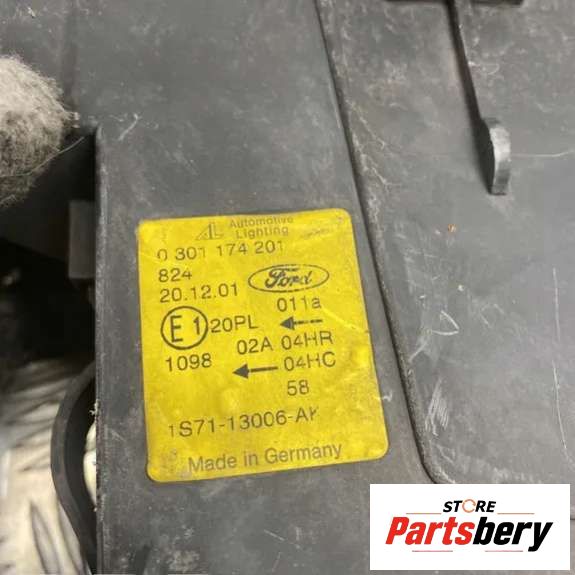 AL Automotive
Lighting
0 301 174 201
824
20.12.01 Ford
011a
E1 20PL
02A 04HR
1098 04HC
58
1S71-13006-AK
Made in Germany
STORE
Partsbery